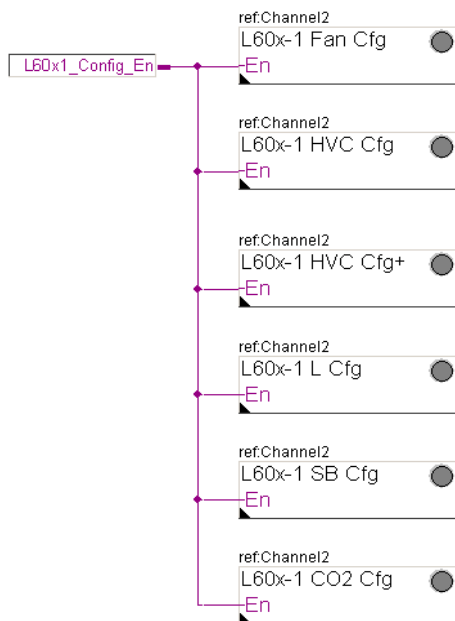 ref:Channel2
L60x-1 Fan Cfg
L60x1_Config_En
En
ref:Channel2
L60x-1 HVC Cfg
En
ref:Channel2
L60x-1 HVC Cfg+
En
ref:Channel2
L60x-1 L Cfg
En
ref:Channel2
L60x-1 SB Cfg
En
ref:Channel2
L60x-1 CO2 Cfg
En